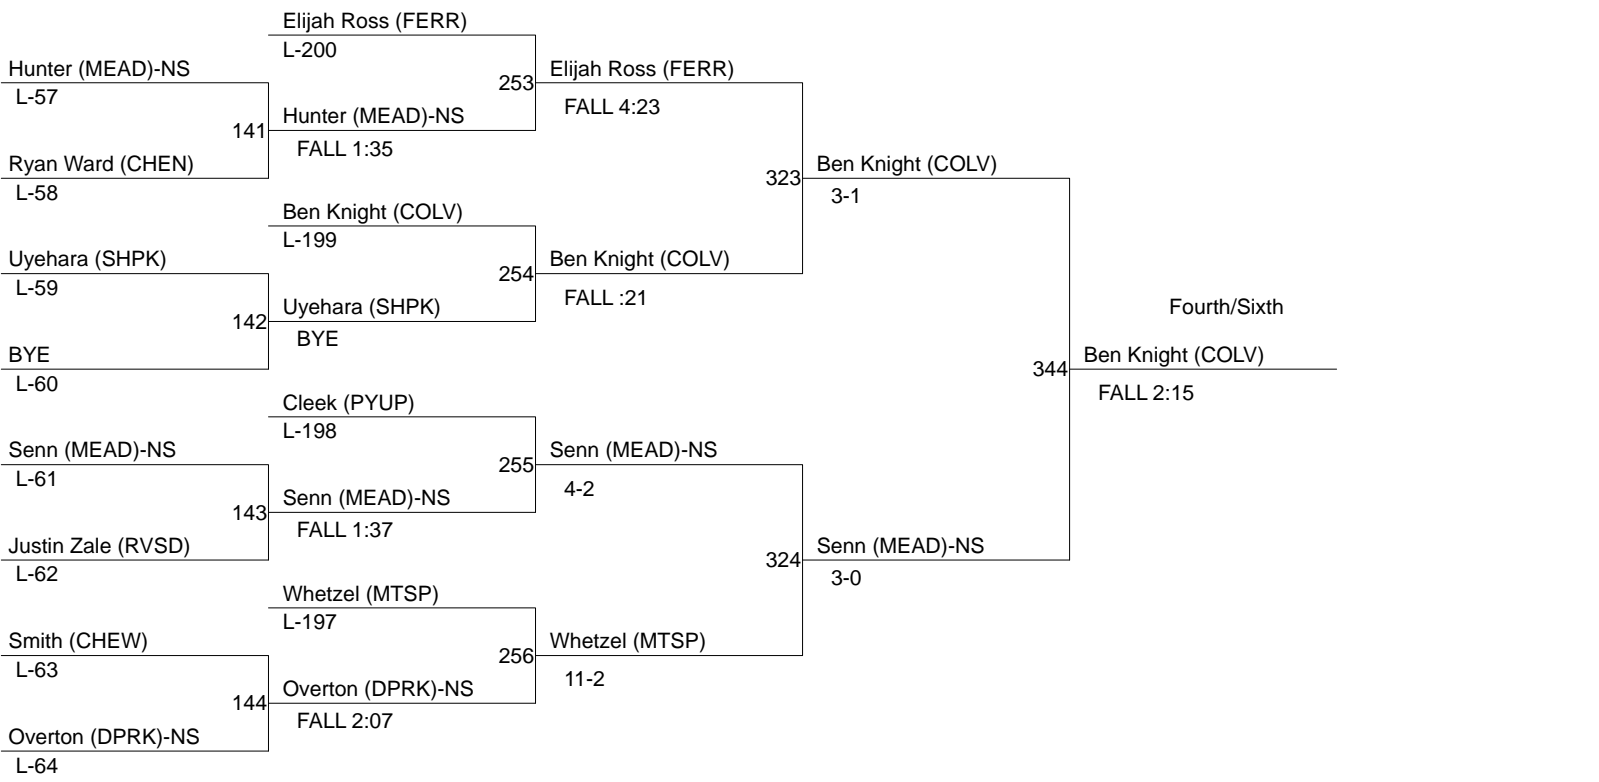 Elijah Ross (FERR)
L-200
Hunter (MEAD)-NS
L-57
253
Elijah Ross (FERR)
FALL 4:23
141
Hunter (MEAD)-NS
FALL 1:35
Ryan Ward (CHEN)
L-58
323
Ben Knight (COLV)
3-1
Ben Knight (COLV)
L-199
Uyehara (SHPK)
L-59
254
Ben Knight (COLV)
FALL :21
142
Uyehara (SHPK)
BYE
Fourth/Sixth
BYE
L-60
344
Ben Knight (COLV)
FALL 2:15
Cleek (PYUP)
L-198
Senn (MEAD)-NS
L-61
255
Senn (MEAD)-NS
4-2
143
Senn (MEAD)-NS
FALL 1:37
Justin Zale (RVSD)
L-62
324
Senn (MEAD)-NS
3-0
Whetzel (MTSP)
L-197
Smith (CHEW)
L-63
256
Whetzel (MTSP)
11-2
144
Overton (DPRK)-NS
FALL 2:07
Overton (DPRK)-NS
L-64